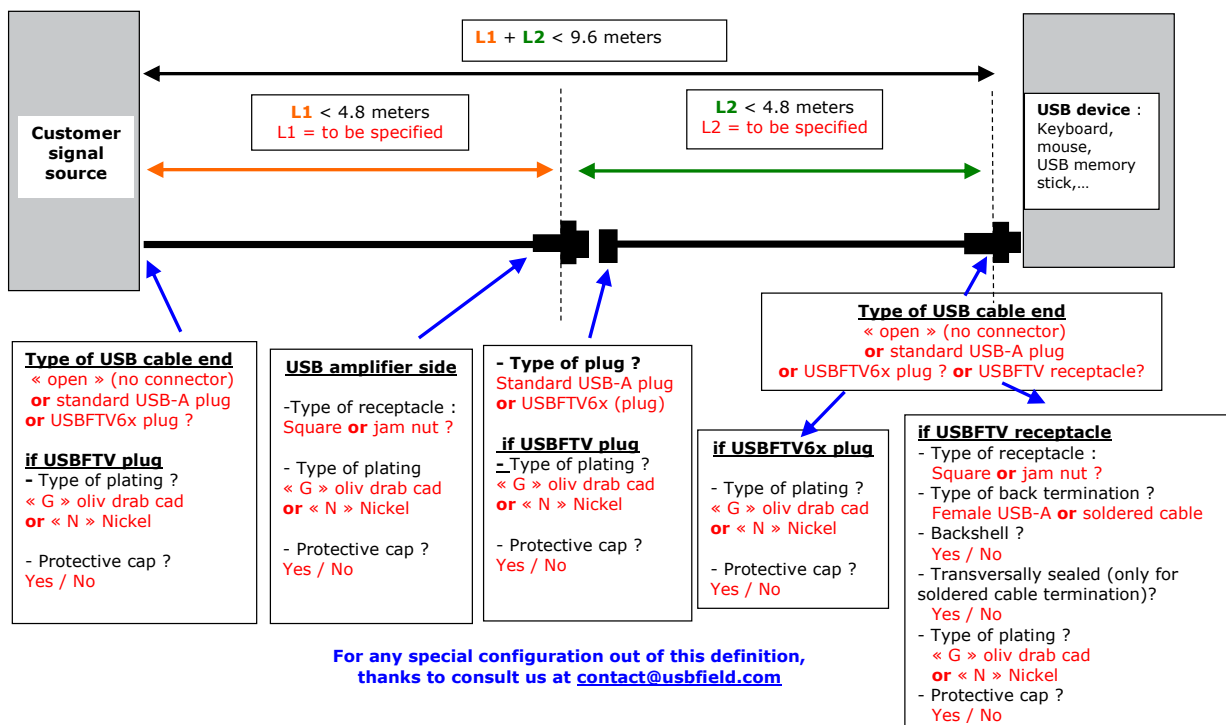 L1 + L2 < 9.6 meters
Customer
signal
source
L1 < 4.8 meters
L1 = to be specified
L2 < 4.8 meters
L2 = to be specified
USB device :
Keyboard,
mouse,
USB memory
stick,...
Type of USB cable end
« open » (no connector)
or standard USB-A plug
or USBFTV6x plug ?
if USBFTV plug
- Type of plating ?
« G » oliv drab cad
or « N » Nickel
- Protective cap ?
Yes / No
USB amplifier side
-Type of receptacle :
Square or jam nut ?
- Type of plating
« G » oliv drab cad
or « N » Nickel
- Protective cap ?
Yes / No
- Type of plug ?
Standard USB-A plug
or USBFTV6x (plug)
if USBFTV plug
- Type of plating ?
« G » oliv drab cad
or « N » Nickel
- Protective cap ?
Yes / No
Type of USB cable end
« open » (no connector)
or standard USB-A plug
or USBFTV6x plug ? or USBFTV receptacle?
if USBFTV6x plug
- Type of plating ?
« G » oliv drab cad
or « N » Nickel
- Protective cap ?
Yes / No
if USBFTV receptacle
- Type of receptacle :
Square or jam nut ?
- Type of back termination ?
Female USB-A or soldered cable
- Backshell ?
Yes / No
- Transversally sealed (only for
soldered cable termination)?
Yes / No
- Type of plating ?
« G » oliv drab cad
or « N » Nickel
- Protective cap ?
Yes / No
For any special configuration out of this definition,
thanks to consult us at contact@usbfield.com